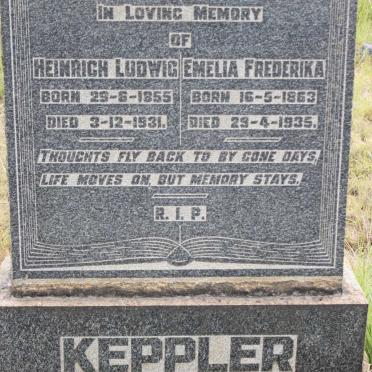 IN LOVING MEMORY
OF
HEINRICH LUDWIG EMELIA FREDERIKA
BORN 29-6-1855 BORN 16-5-1863
DIED 3-12-1931. DIED 29-4-1935.
THOUGHTS FLY BACK TO BY GONE DAYS,
LIFE MOVES ON, BUT MEMORY STAYS.
R. I. P.
KEPPLER